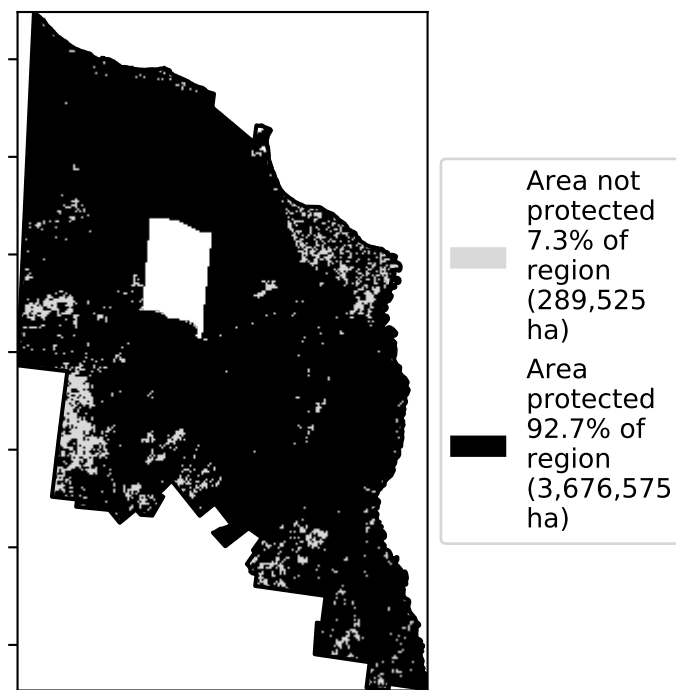 Area not
protected
7.3% of
region
(289,525
ha)
Area
protected
92.7% of
region
(3,676,575
ha)